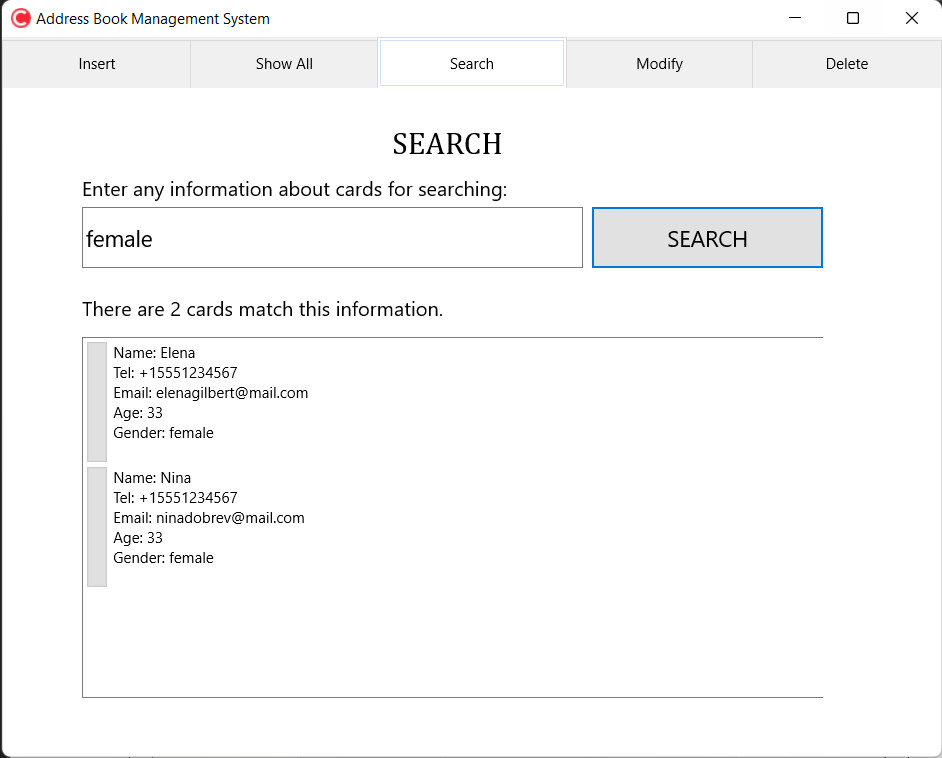 Address Book Management System
Insert
Show All
Search
Modify
Delete
SEARCH
Enter any information about cards for searching:
female
SEARCH
There are 2 cards match this information.
Name: Elena
Tel: +15551234567
Email: elenagilbert@mail.com
Age: 33
Gender: female
Name: Nina
Tel: +15551234567
Email: ninadobrev@mail.com
Age: 33
Gender: female